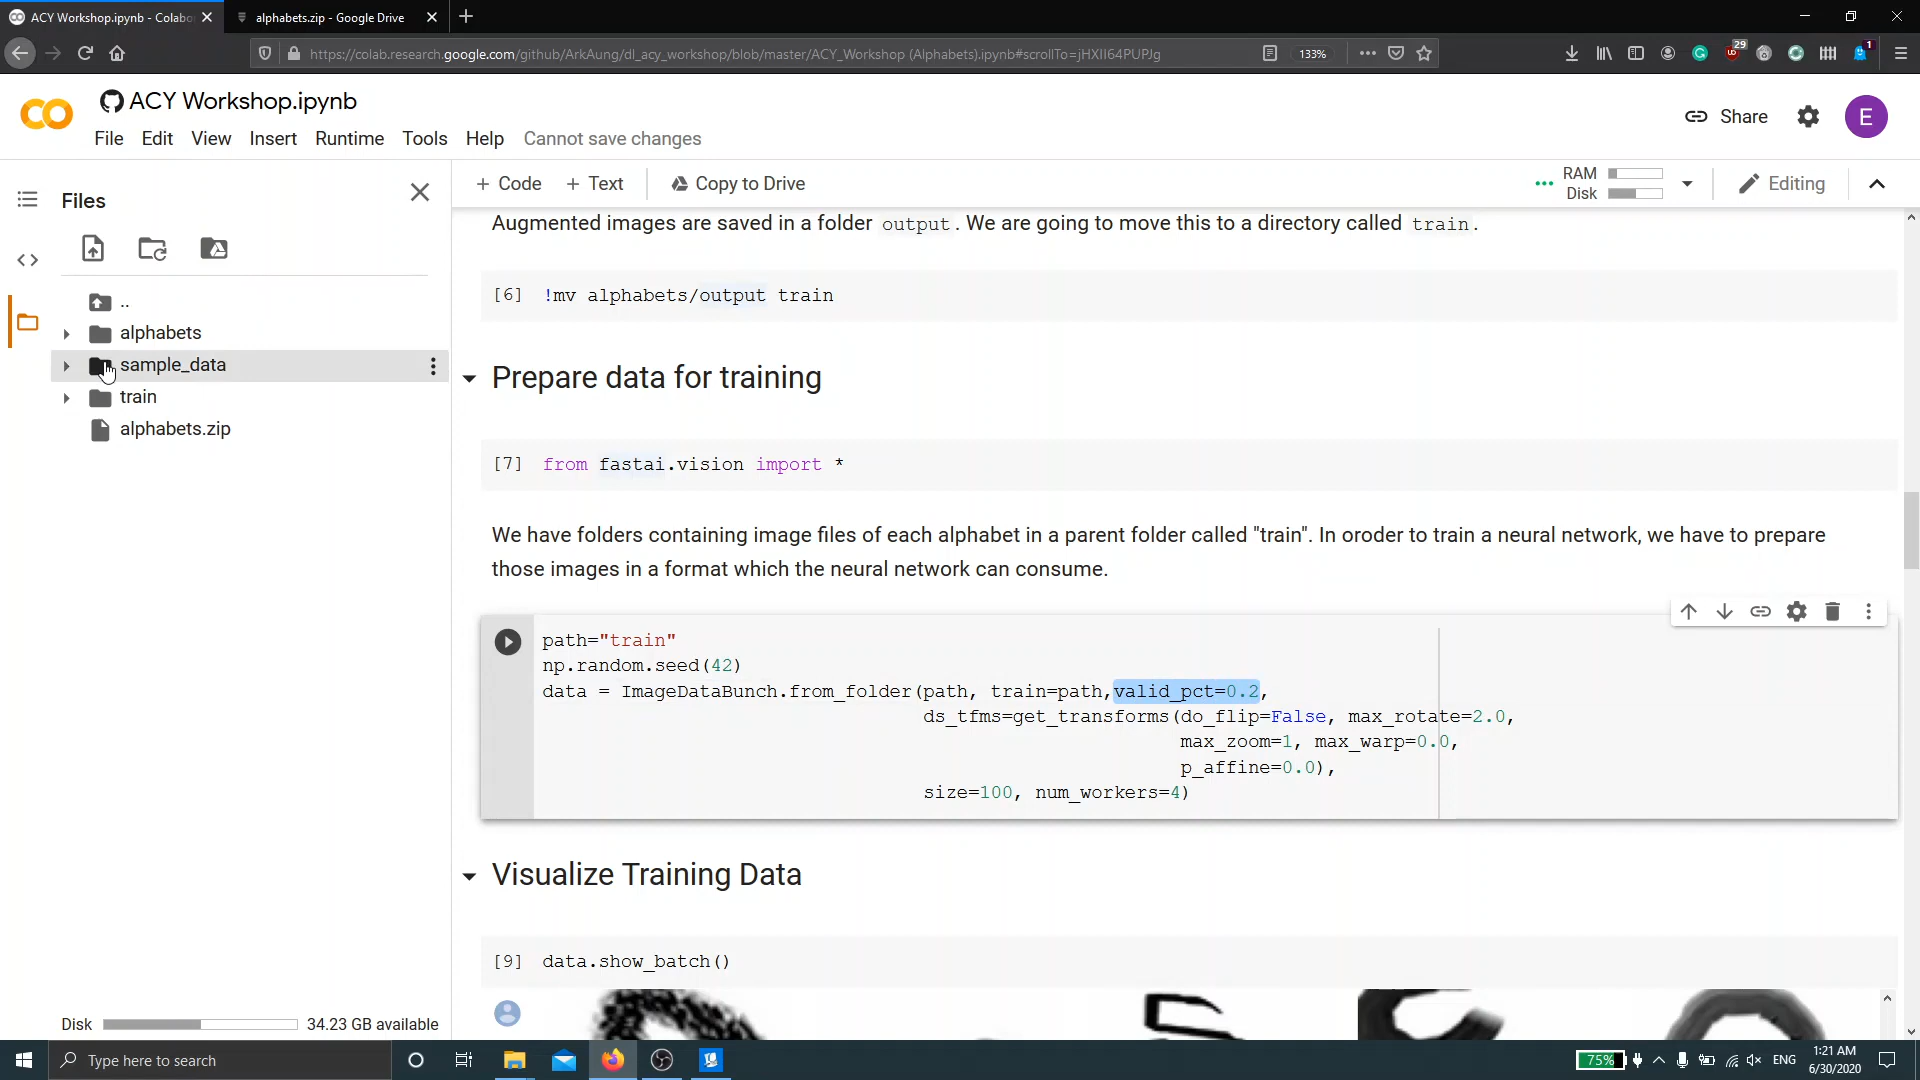 ACY Workshop.ipynb - Colabo
alphabets.zip - Google Drive
https://colab.research.google.com/github/ArkAung/dl_acy_workshop/blob/master/ACY_Workshop (Alphabets).ipynb#scrollTo=jHXII64PUPJg
133%
29
1
ACY Workshop.ipynb
File Edit View Insert Runtime Tools Help Cannot save changes
Share
E
Files
+ Code + Text Copy to Drive
RAM
Disk
Editing
..
alphabets
sample_data
train
alphabets.zip
Disk 34.23 GB available
Augmented images are saved in a folder output. We are going to move this to a directory called train.
[6] !mv alphabets/output train
Prepare data for training
[7] from fastai.vision import *
We have folders containing image files of each alphabet in a parent folder called "train". In oroder to train a neural network, we have to prepare
those images in a format which the neural network can consume.
path="train"
np.random.seed(42)
data = ImageDataBunch.from_folder(path, train=path,valid_pct=0.2,
ds_tfms=get_transforms(do_flip=False, max_rotate=2.0,
max_zoom=1, max_warp=0.0,
p_affine=0.0),
size=100, num_workers=4)
Visualize Training Data
[9] data.show_batch()
Type here to search
75%
ENG
1:21 AM
6/30/2020